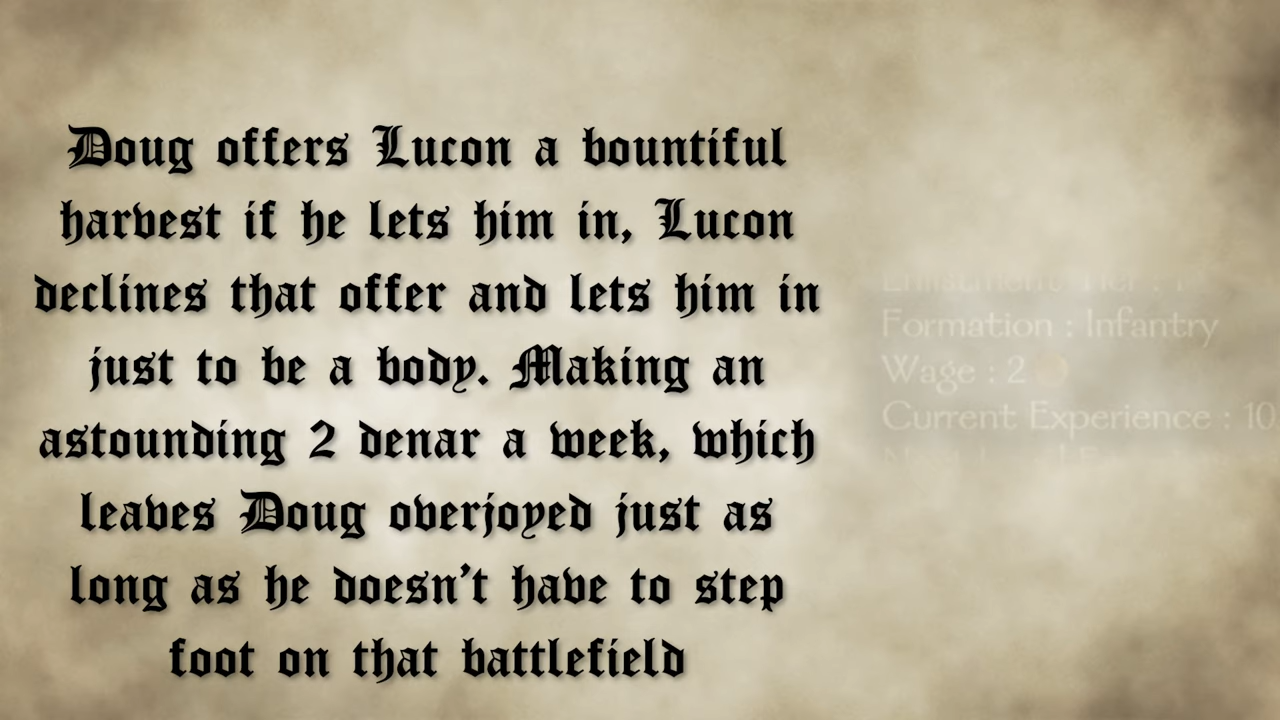 Doug offers Lucon a bountiful
harvest if he lets him in, Lucon
declines that offer and lets him in
just to be a body. Making an
astounding 2 denar a week, which
leaves Doug overjoyed just as
long as he doesn't have to step
foot on that battlefield
Formation : Infantry
Wage : 2
Current Experience : 10